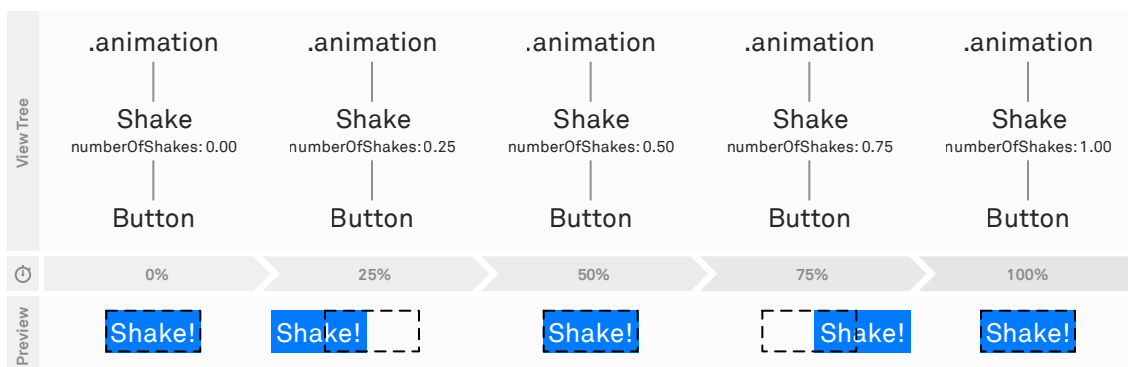 View Tree
.animation .animation .animation .animation .animation
Shake Shake Shake Shake Shake
numberOfShakes: 0.00 numberOfShakes: 0.25 numberOfShakes: 0.50 numberOfShakes: 0.75 numberOfShakes: 1.00
Button Button Button Button Button
0% 25% 50% 75% 100%
Preview
Shake! Shake! Shake! Shake! Shake!